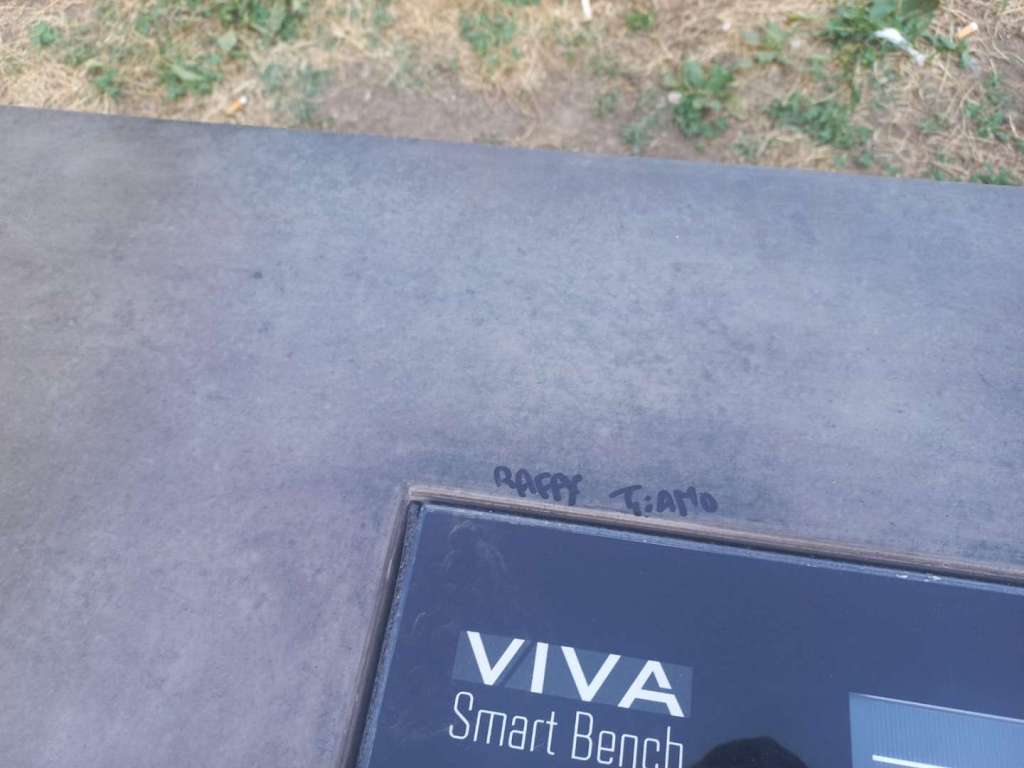 RAFFY TiAMO
VIVA
Smart Bench